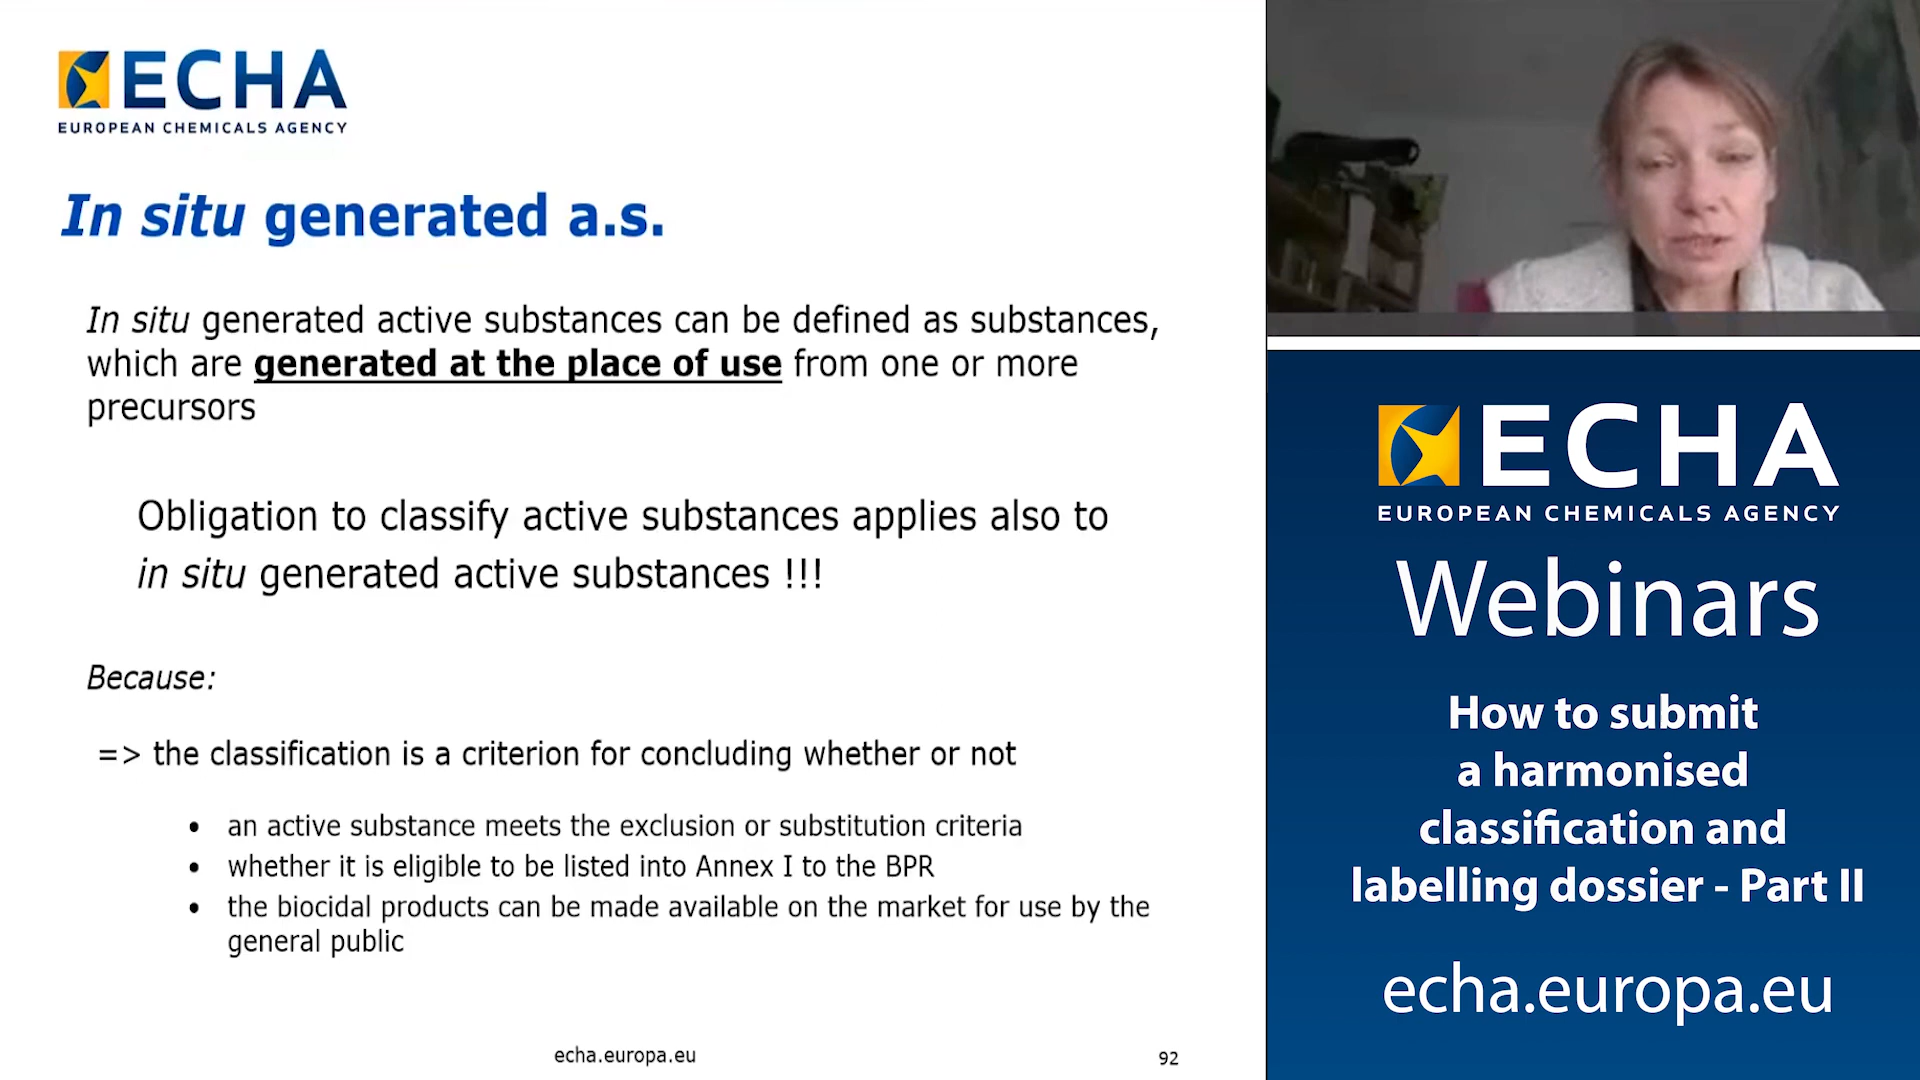 ECHA
EUROPEAN CHEMICALS AGENCY
In situ generated a.s.
In situ generated active substances can be defined as substances,
which are generated at the place of use from one or more
precursors
Obligation to classify active substances applies also to
in situ generated active substances !!!
Because:
=> the classification is a criterion for concluding whether or not
• an active substance meets the exclusion or substitution criteria
• whether it is eligible to be listed into Annex I to the BPR
• the biocidal products can be made available on the market for use by the
general public
echa.europa.eu
92
ECHA
EUROPEAN CHEMICALS AGENCY
Webinars
How to submit
a harmonised
classification and
labelling dossier - Part II
echa.europa.eu